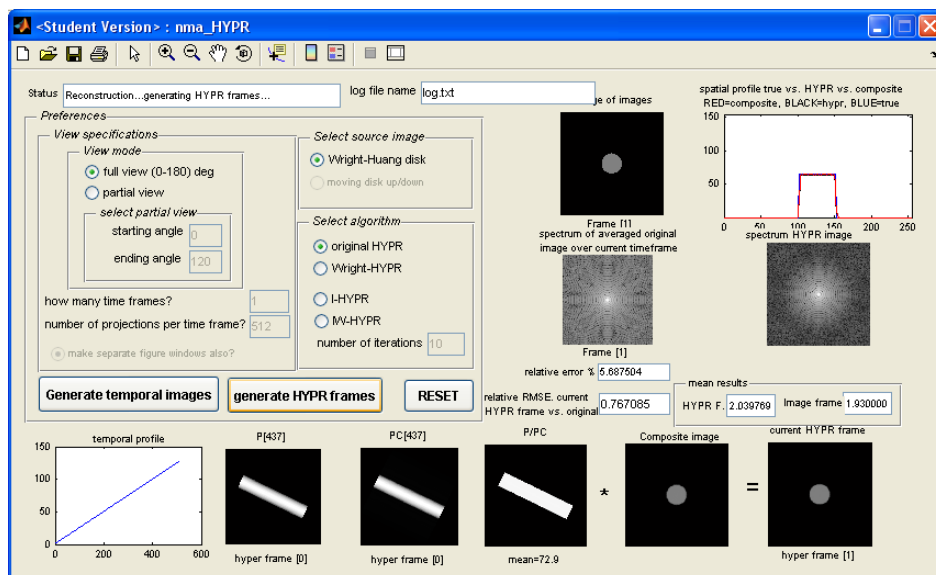 <Student Version> : nma_HYPR
Status Reconstruction...generating HYPR frames...
log file name log.txt
Preferences
View specifications
View mode
full view (0-180) deg
partial view
select partial view
starting angle 0
ending angle 120
how many time frames? 1
number of projections per time frame? 512
make separate figure windows also?
Select source image
Wright-Huang disk
moving disk up/down
Select algorithm
original HYPR
Wright-HYPR
I-HYPR
IW-HYPR
number of iterations 10
Generate temporal images
generate HYPR frames
RESET
ge of images
Frame [1]
spectrum of averaged original
image over current timeframe
Frame [1]
spatial profile true vs. HYPR vs. composite
RED=composite, BLACK=hypr, BLUE=true
150
100
50
0 50 100 150 200 250
spectrum HYPR image
relative error % 5.687504
relative RMSE. current
HYPR frame vs. original 0.767085
mean results
HYPR F. 2.039769 Image frame 1.930000
temporal profile
150
100
50
0
0 200 400 600
P[437]
hyper frame [0]
PC[437]
hyper frame [0]
P/PC
mean=72.9
*
Composite image
=
current HYPR frame
hyper frame [1]